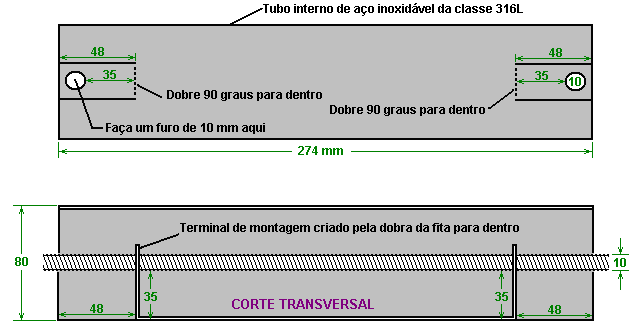 Tubo interno de aço inoxidável da classe 316L
48
48
35
35
10
Dobre 90 graus para dentro
Dobre 90 graus para dentro
Faça um furo de 10 mm aqui
274 mm
Terminal de montagem criado pela dobra da fita para dentro
80
10
35
35
48
CORTE TRANSVERSAL
48